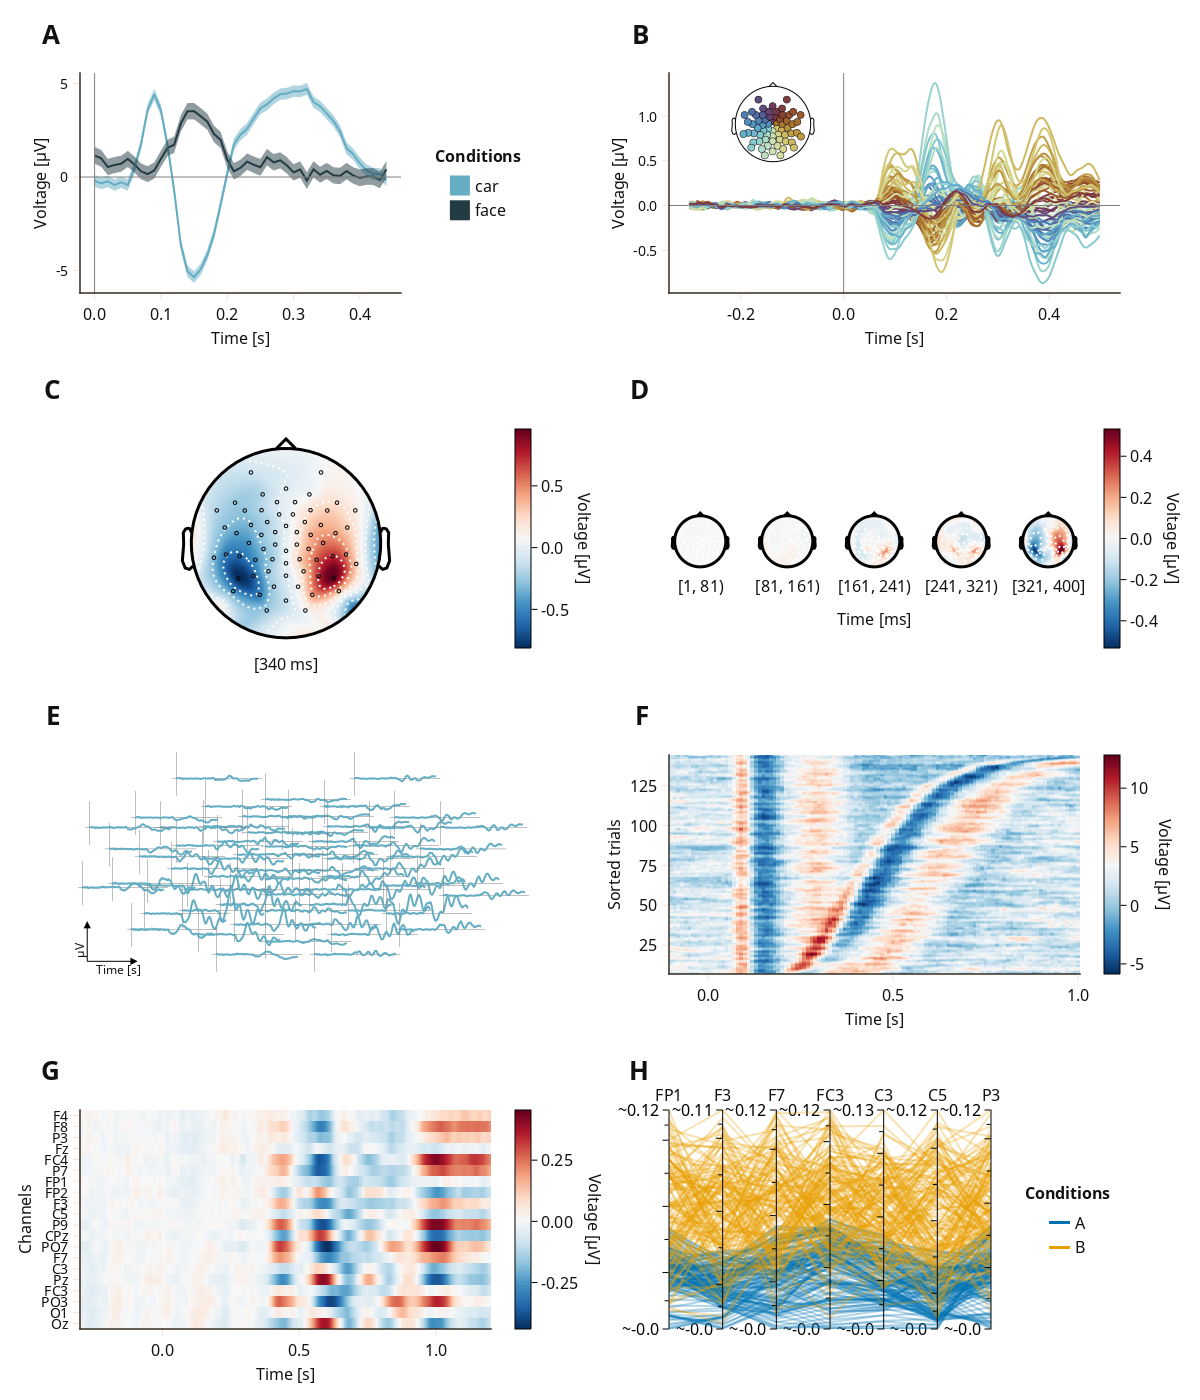 A
5
0
-5
Voltage [µV]
0.0 0.1 0.2 0.3 0.4
Time [s]
Conditions
car
face
B
1.0
0.5
0.0
-0.5
Voltage [µV]
-0.2 0.0 0.2 0.4
Time [s]
C
0.5
0.0
-0.5
Voltage [µV]
[340 ms]
D
0.4
0.2
0.0
-0.2
-0.4
Voltage [µV]
[1, 81) [81, 161) [161, 241) [241, 321) [321, 400]
Time [ms]
E
µV
Time [s]
F
125
100
75
50
25
Sorted trials
0.0 0.5 1.0
Time [s]
10
5
0
-5
Voltage [µV]
G
F4
F8
P3
Fz
FC4
P7
FP1
FP2
F3
C5
P9
CPz
PO7
F7
C3
Pz
FC3
PO3
O1
Oz
Channels
0.0 0.5 1.0
Time [s]
0.25
0.00
-0.25
Voltage [µV]
H
FP1 F3 F7 FC3 C3 C5 P3
~0.12 ~0.11 ~0.12 ~0.12 ~0.13 ~0.12 ~0.12
~-0.0 ~-0.0 ~-0.0 ~-0.0 ~-0.0 ~-0.0 ~-0.0
Conditions
A
B